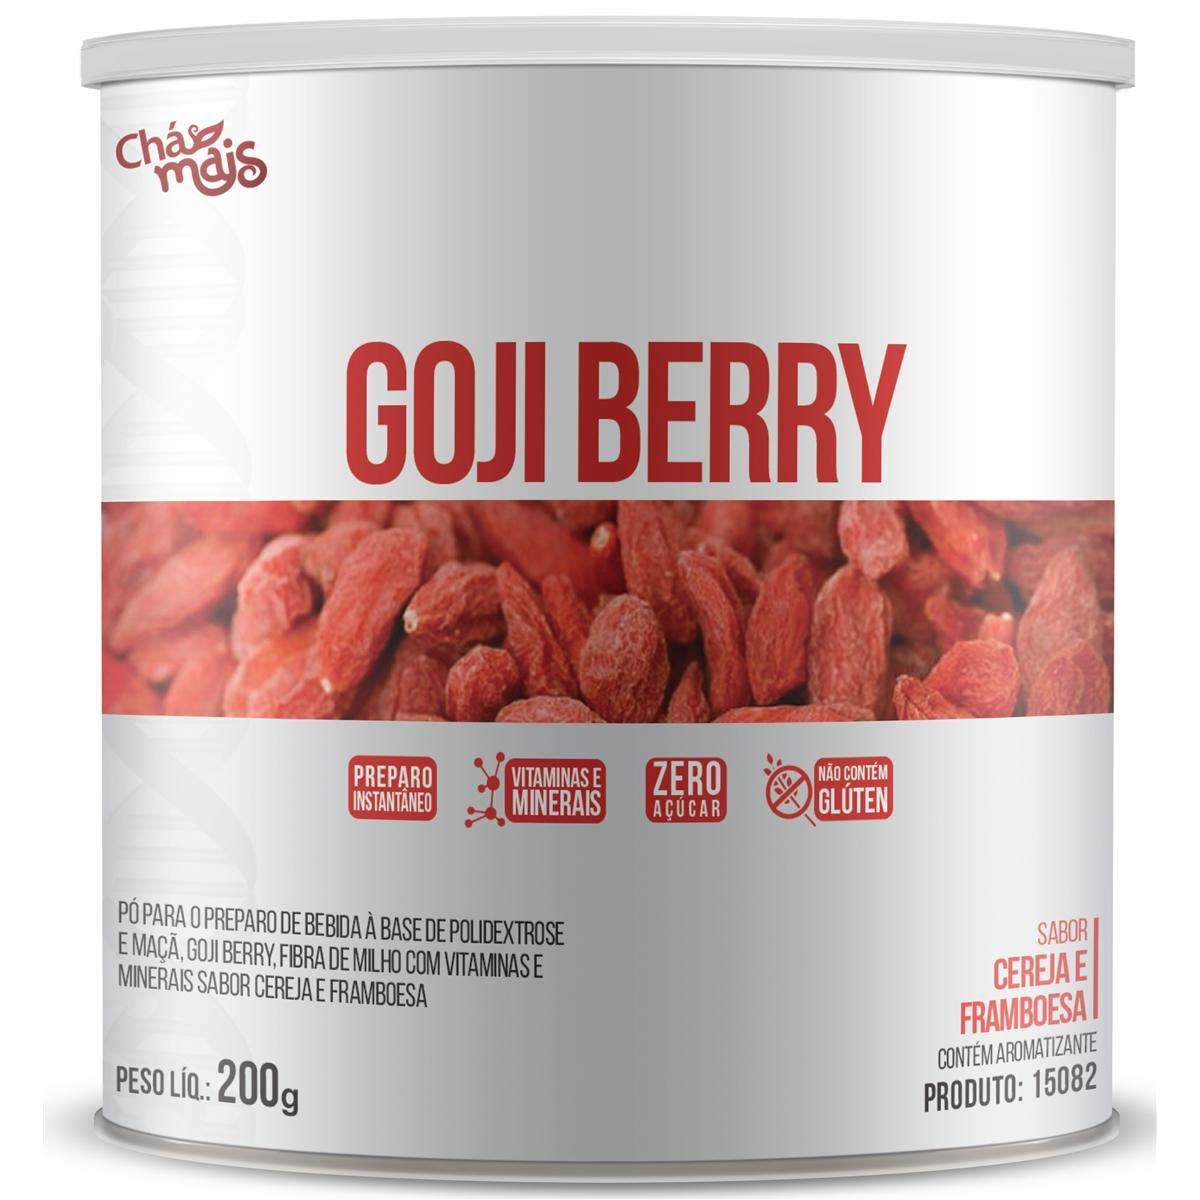 Chá
mais
GOJI BERRY
PREPARO
INSTANTÂNEO
VITAMINAS E
MINERAIS
ZERO
AÇÚCAR
NÃO CONTÉM
GLÚTEN
PÓ PARA O PREPARO DE BEBIDA À BASE DE POLIDEXTROSE
E MAÇÃ, GOJI BERRY, FIBRA DE MILHO COM VITAMINAS E
MINERAIS SABOR CEREJA E FRAMBOESA
PESO LÍQ.: 200g
SABOR
CEREJA E
FRAMBOESA
CONTÉM AROMATIZANTE
PRODUTO: 15082